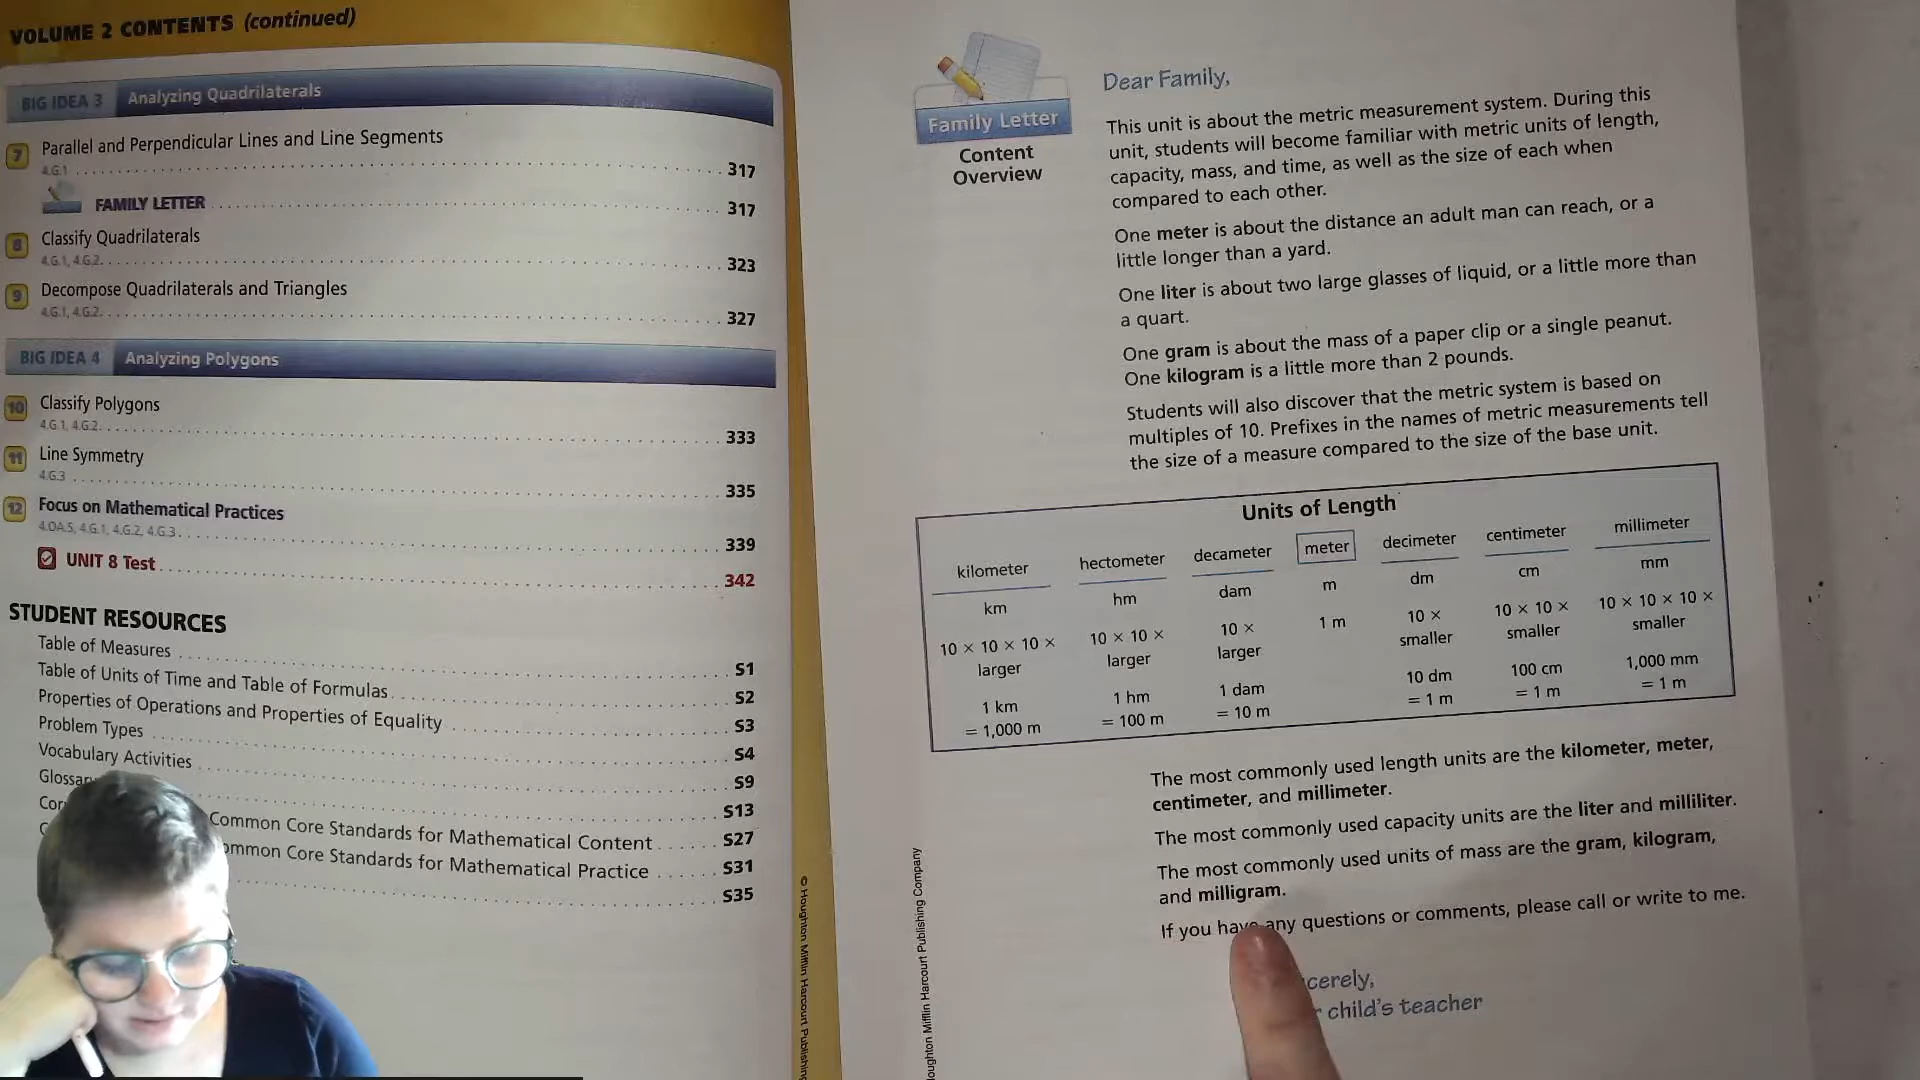 VOLUME 2 CONTENTS (continued)
BIG IDEA 3 Analyzing Quadrilaterals
7 Parallel and Perpendicular Lines and Line Segments
4.G.1 317
FAMILY LETTER 317
8 Classify Quadrilaterals
4.G.1, 4.G.2 323
9 Decompose Quadrilaterals and Triangles
4.G.1, 4.G.2 327
BIG IDEA 4 Analyzing Polygons
10 Classify Polygons
4.G.1, 4.G.2 333
11 Line Symmetry
4.G.3 335
12 Focus on Mathematical Practices
4.OA.5, 4.G.1, 4.G.2, 4.G.3 339
UNIT 8 Test 342
STUDENT RESOURCES
Table of Measures S1
Table of Units of Time and Table of Formulas S2
Properties of Operations and Properties of Equality S3
Problem Types S4
Vocabulary Activities S9
S13
Common Core Standards for Mathematical Content S27
Common Core Standards for Mathematical Practice S31
S35
© Houghton Mifflin Harcourt Publishing
Family Letter
Content
Overview
Dear Family,
This unit is about the metric measurement system. During this
unit, students will become familiar with metric units of length,
capacity, mass, and time, as well as the size of each when
compared to each other.
One meter is about the distance an adult man can reach, or a
little longer than a yard.
One liter is about two large glasses of liquid, or a little more than
a quart.
One gram is about the mass of a paper clip or a single peanut.
One kilogram is a little more than 2 pounds.
Students will also discover that the metric system is based on
multiples of 10. Prefixes in the names of metric measurements tell
the size of a measure compared to the size of the base unit.
Units of Length
kilometer hectometer decameter meter decimeter centimeter millimeter
km hm dam m dm cm mm
10 × 10 × 10 × 10 × 10 × 10 × 1 m 10 × 10 × 10 × 10 × 10 × 10 ×
larger larger larger smaller smaller smaller
1 km 1 hm 1 dam 10 dm 100 cm 1,000 mm
= 1,000 m = 100 m = 10 m = 1 m = 1 m = 1 m
The most commonly used length units are the kilometer, meter,
centimeter, and millimeter.
The most commonly used capacity units are the liter and milliliter.
The most commonly used units of mass are the gram, kilogram,
and milligram.
If you have any questions or comments, please call or write to me.
child's teacher
Mifflin Harcourt Publishing Company